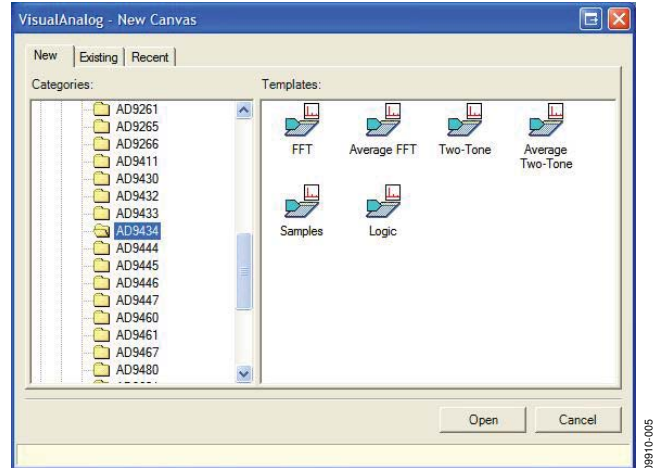 VisualAnalog - New Canvas
New
Existing
Recent
Categories:
Templates:
AD9261
AD9265
AD9266
AD9411
AD9430
AD9432
AD9433
AD9434
AD9444
AD9445
AD9446
AD9447
AD9460
AD9461
AD9467
AD9480
FFT
Average FFT
Two-Tone
Average
Two-Tone
Samples
Logic
Open
Cancel
09910-005